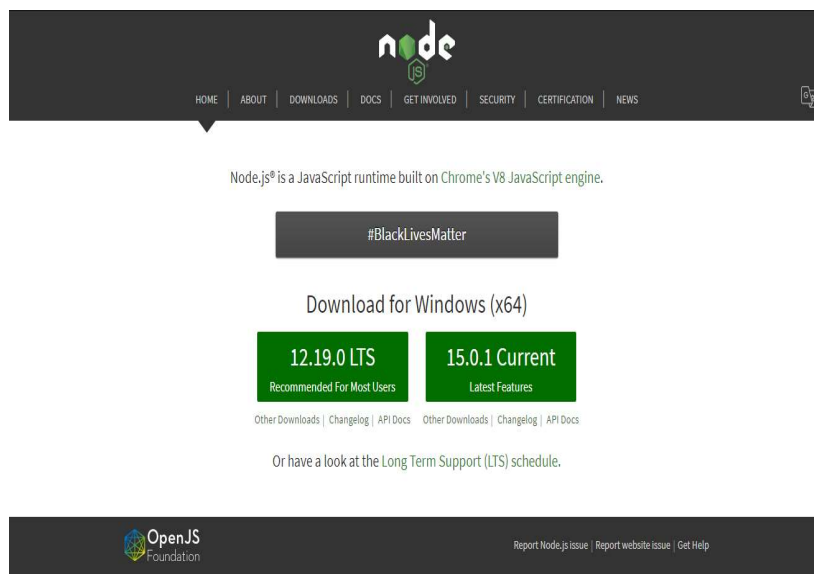 node
JS
HOME | ABOUT | DOWNLOADS | DOCS | GET INVOLVED | SECURITY | CERTIFICATION | NEWS
Node.js® is a JavaScript runtime built on Chrome's V8 JavaScript engine.
#BlackLivesMatter
Download for Windows (x64)
12.19.0 LTS
Recommended For Most Users
15.0.1 Current
Latest Features
Other Downloads | Changelog | API Docs
Other Downloads | Changelog | API Docs
Or have a look at the Long Term Support (LTS) schedule.
OpenJS
Foundation
Report Node.js issue | Report website issue | Get Help